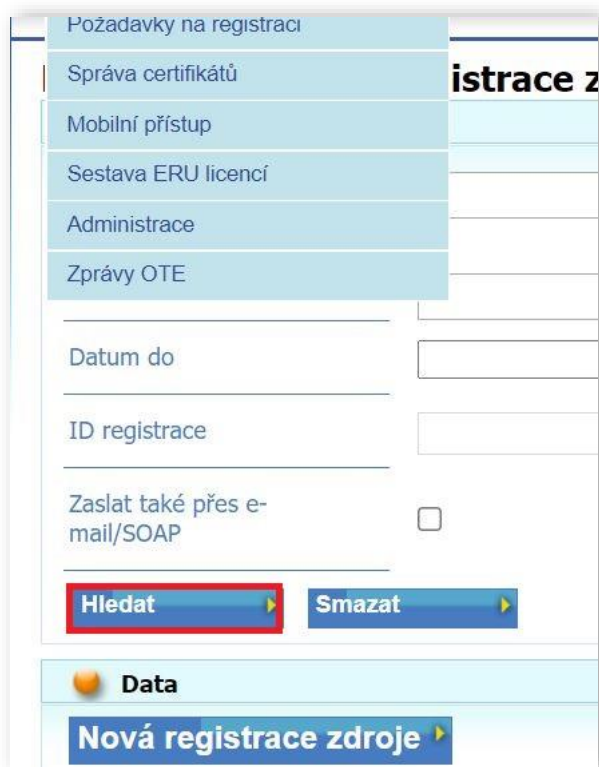 Požadavky na registraci
Správa certifikátů
istrace z
Mobilní přístup
Sestava ERU licencí
Administrace
Zprávy OTE
Datum do
ID registrace
Zaslat také přes e-
mail/SOAP
Hledat
Smazat
Data
Nová registrace zdroje